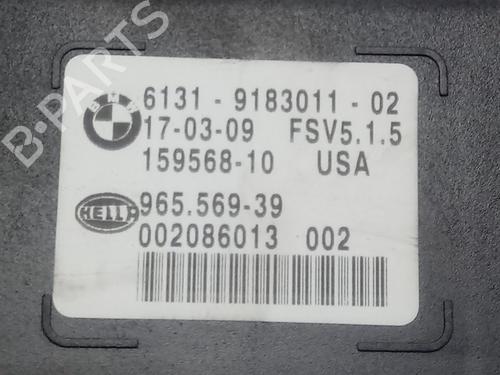 B-PARTS
BMW
6131 - 9183011 - 02
17-03-09 FSV5.1.5
159568-10 USA
HELLA
965.569-39
002086013 002